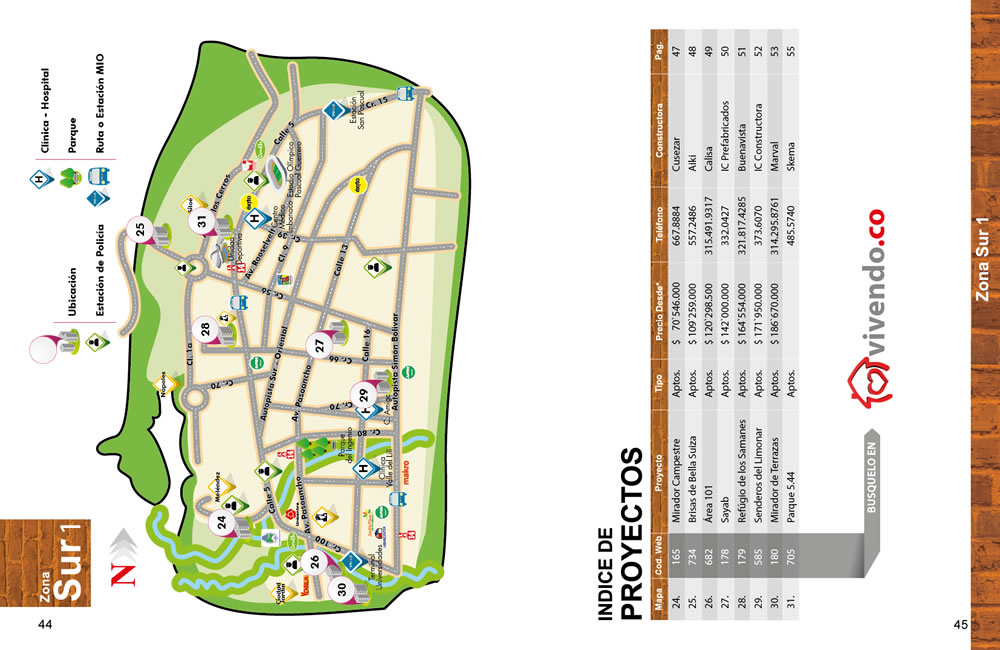 Zona
Sur 1
N
44
Ubicación
Estación de Policía
Clínica - Hospital
Parque
Ruta o Estación MIO
24
25
26
27
28
29
30
31
Meléndez
Nápoles
Siloé
Ciudad Jardín
los Cerros
Calle 5
Cr. 15
Estación
San Pascual
Estadio Olímpico
Pascual Guerrero
Centro
Médico
Imbanaco
Unidad
Deportiva
Av. Roosevelt
Cl. 9
Cr. 56
Calle 13
Cl. 1a
Cr. 70
Autopista Sur - Oriental
Av. Pasoancho
Cr. 66
Calle 16
Autopista Simón Bolívar
Cr. 70
Cr. 80
Parque
del Ingenio
Clínica
Valle del Lili
makro
Calle 5
Av. Pasoancho
Cr. 100
Terminal
Universidades
éxito
éxito
INDICE DE
PROYECTOS
Mapa Cod. Web Proyecto Tipo Precio Desde* Teléfono Constructora Pag.
24. 165 Mirador Campestre Aptos. $ 70`546.000 667.8884 Cusezar 47
25. 734 Brisas de Bella Suiza Aptos. $ 109`259.000 557.2486 Aiki 48
26. 682 Área 101 Aptos. $ 120`298.500 315.491.9317 Calisa 49
27. 178 Sayab Aptos. $ 142`000.000 332.0427 IC Prefabricados 50
28. 179 Refúgio de los Samanes Aptos. $ 164`554.000 321.817.4285 Buenavista 51
29. 585 Senderos del Limonar Aptos. $ 171`950.000 373.6070 IC Constructora 52
30. 180 Mirador de Terrazas Aptos. $ 186`670.000 314.295.8761 Marval 53
31. 705 Parque 5.44 Aptos. 485.5740 Skema 55
BUSQUELO EN
vivendo.co
Zona Sur 1
45